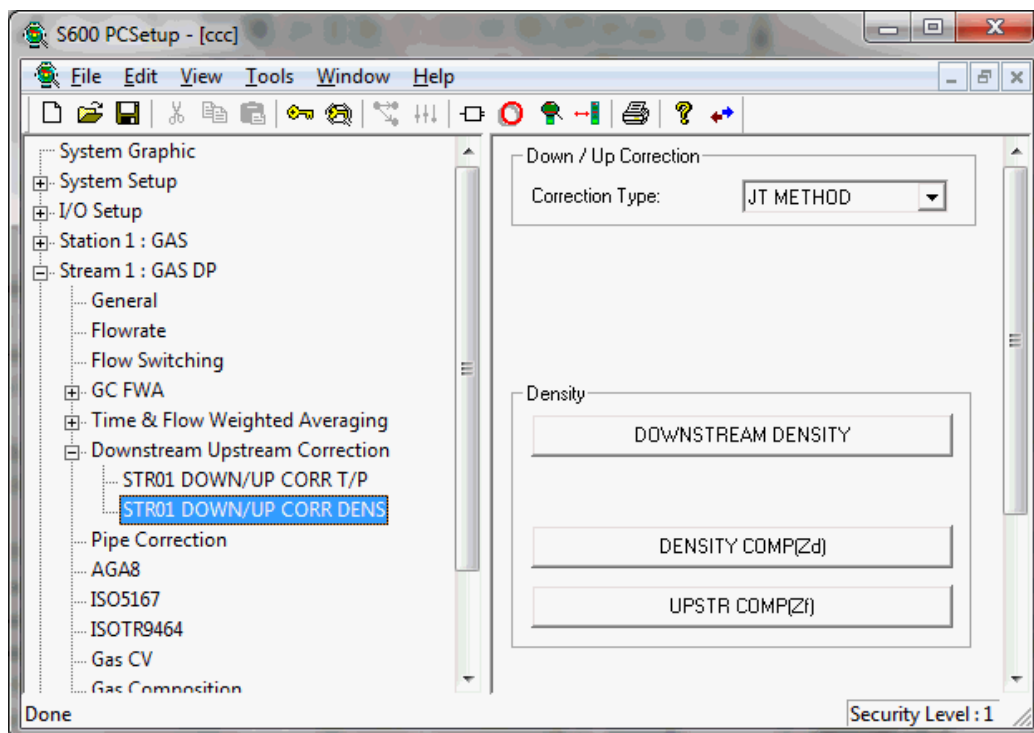 S600 PCSetup - [ccc]
File Edit View Tools Window Help
System Graphic
System Setup
I/O Setup
Station 1 : GAS
Stream 1 : GAS DP
General
Flowrate
Flow Switching
GC FWA
Time & Flow Weighted Averaging
Downstream Upstream Correction
STR01 DOWN/UP CORR T/P
STR01 DOWN/UP CORR DENS
Pipe Correction
AGA8
ISO5167
ISOTR9464
Gas CV
Gas Composition
Down / Up Correction
Correction Type: JT METHOD
Density
DOWNSTREAM DENSITY
DENSITY COMP(Zd)
UPSTR COMP(Zf)
Done
Security Level : 1